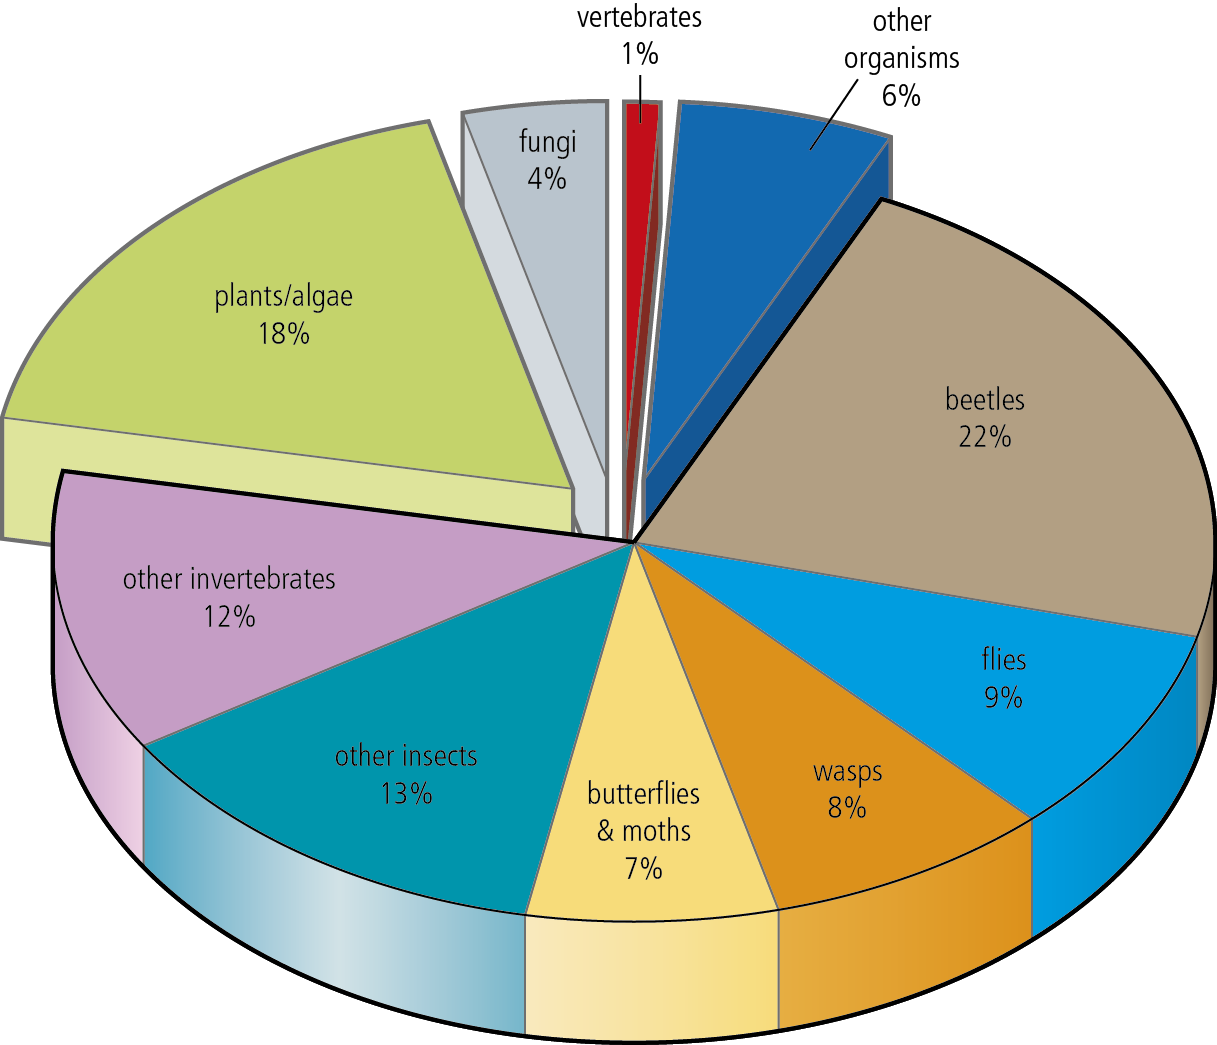 vertebrates
1%
other
organisms
6%
fungi
4%
plants/algae
18%
beetles
22%
other invertebrates
12%
flies
9%
other insects
13%
wasps
8%
butterflies
& moths
7%